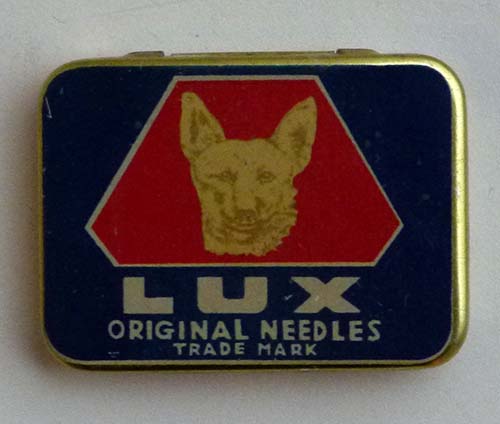 LUX
ORIGINAL NEEDLES
TRADE MARK